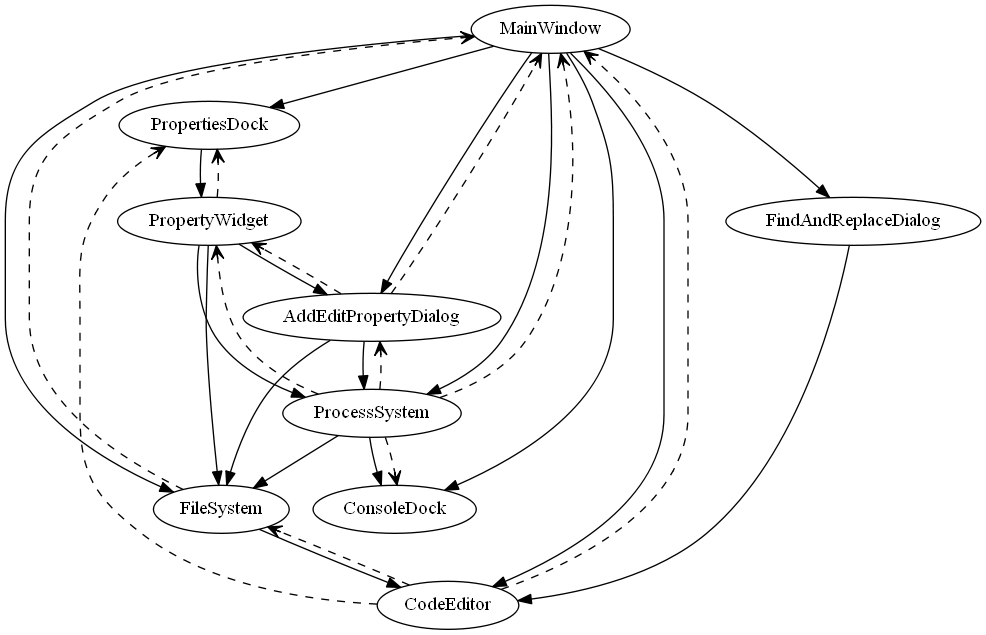 MainWindow
PropertiesDock
PropertyWidget
FindAndReplaceDialog
AddEditPropertyDialog
ProcessSystem
FileSystem
ConsoleDock
CodeEditor